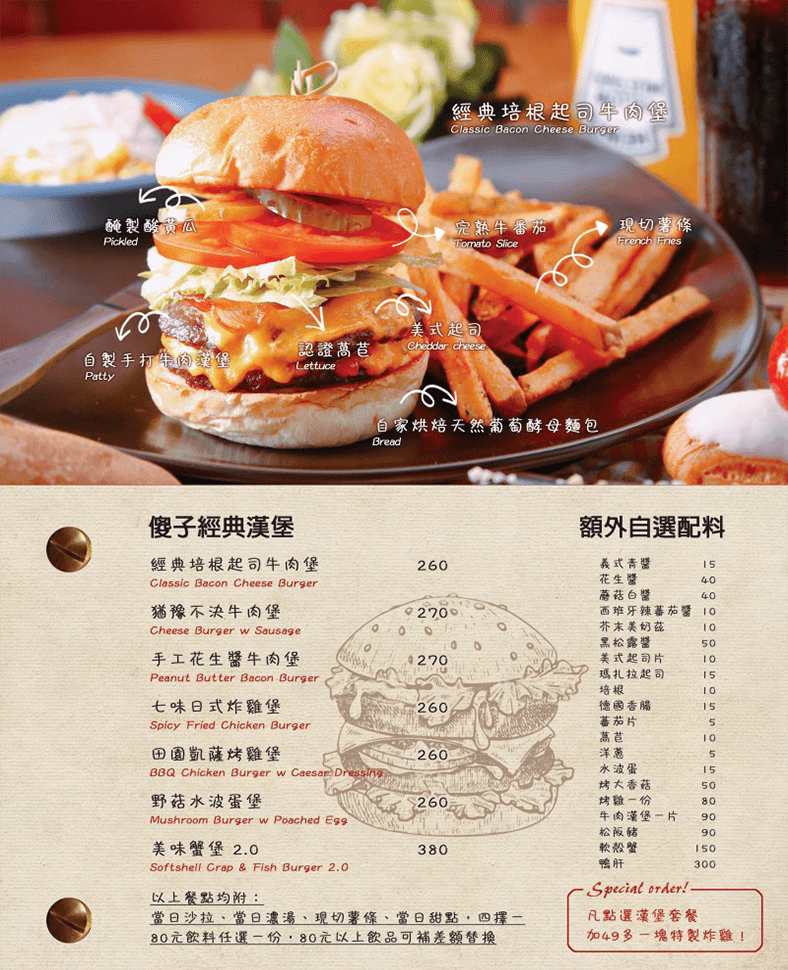 經典培根起司牛肉堡
Classic Bacon Cheese Burger
醃製酸黃瓜
Pickled
完熟牛番茄
Tomato Slice
現切薯條
French Fries
自製手打牛肉漢堡
Patty
認證萵苣
Lettuce
美式起司
Cheddar cheese
自家烘焙天然葡萄酵母麵包
Bread
傻子經典漢堡
經典培根起司牛肉堡 260
Classic Bacon Cheese Burger
猶豫不決牛肉堡 270
Cheese Burger w Sausage
手工花生醬牛肉堡 270
Peanut Butter Bacon Burger
七味日式炸雞堡 260
Spicy Fried Chicken Burger
田園凱薩烤雞堡 260
BBQ Chicken Burger w Caesar Dressing
野菇水波蛋堡 260
Mushroom Burger w Poached Egg
美味蟹堡 2.0 380
Softshell Crap & Fish Burger 2.0
以上餐點均附：
當日沙拉、當日濃湯、現切薯條、當日甜點，四擇一
80元飲料任選一份，80元以上飲品可補差額替換
額外自選配料
義式青醬 15
花生醬 40
蘑菇白醬 40
西班牙辣蕃茄醬 10
芥末美奶茲 10
黑松露醬 50
美式起司片 10
瑪扎拉起司 15
培根 10
德國香腸 15
蕃茄片 5
萵苣 10
洋蔥 5
水波蛋 15
烤大香菇 50
烤雞一份 80
牛肉漢堡一片 90
松阪豬 90
軟殼蟹 150
鴨肝 300
Special order!
凡點選漢堡套餐
加49多一塊特製炸雞！